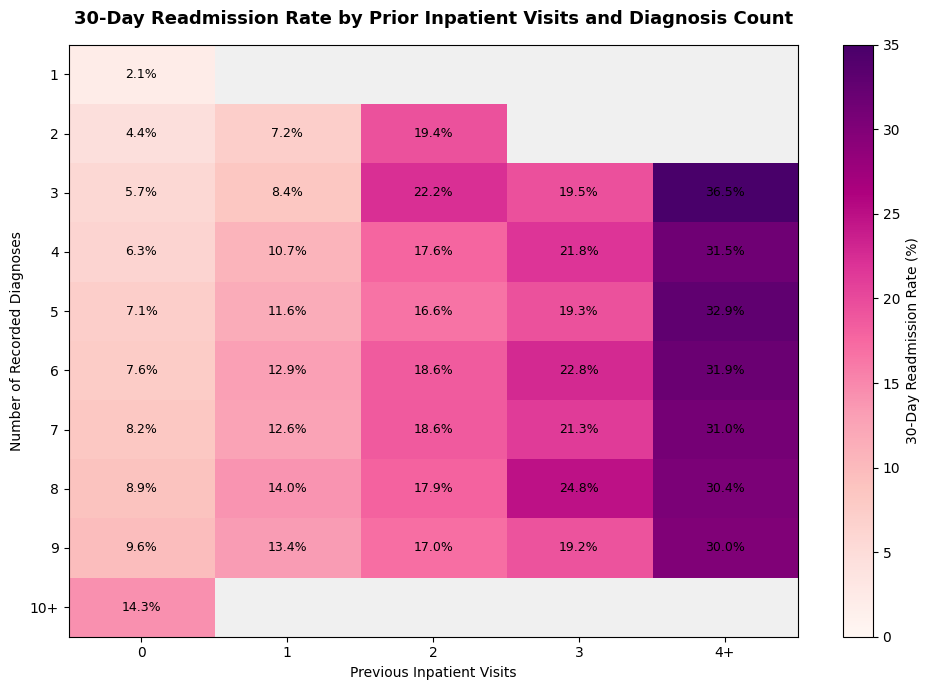 30-Day Readmission Rate by Prior Inpatient Visits and Diagnosis Count
Number of Recorded Diagnoses
1 2.1%
2 4.4% 7.2% 19.4%
3 5.7% 8.4% 22.2% 19.5% 36.5%
4 6.3% 10.7% 17.6% 21.8% 31.5%
5 7.1% 11.6% 16.6% 19.3% 32.9%
6 7.6% 12.9% 18.6% 22.8% 31.9%
7 8.2% 12.6% 18.6% 21.3% 31.0%
8 8.9% 14.0% 17.9% 24.8% 30.4%
9 9.6% 13.4% 17.0% 19.2% 30.0%
10+ 14.3%
0 1 2 3 4+
Previous Inpatient Visits
35
30
25
20
15
10
5
0
30-Day Readmission Rate (%)